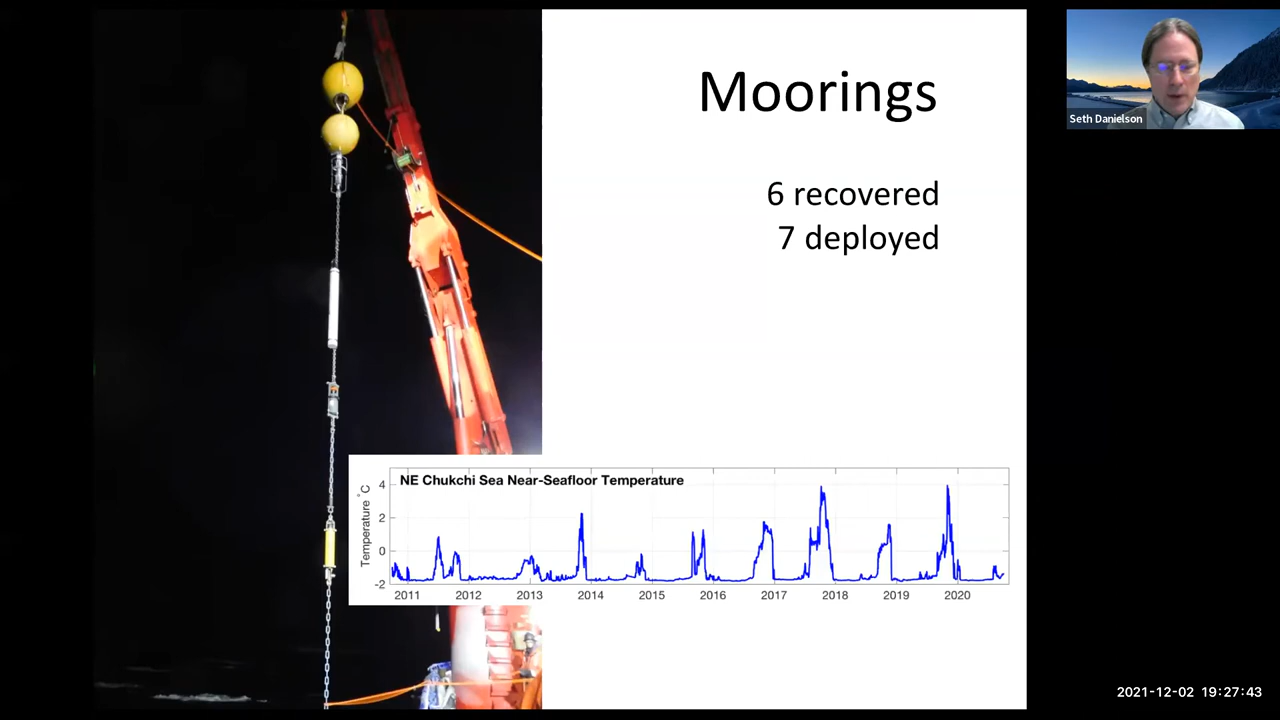 Moorings
6 recovered
7 deployed
Seth Danielson
NE Chukchi Sea Near-Seafloor Temperature
Temperature °C
4
2
0
-2
2011 2012 2013 2014 2015 2016 2017 2018 2019 2020
2021-12-02 19:27:43